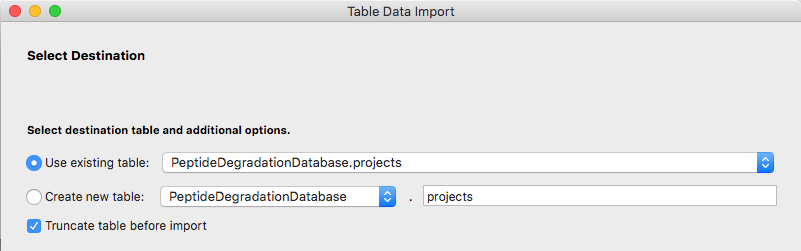 Table Data Import
Select Destination
Select destination table and additional options.
Use existing table: PeptideDegradationDatabase.projects
Create new table: PeptideDegradationDatabase . projects
Truncate table before import